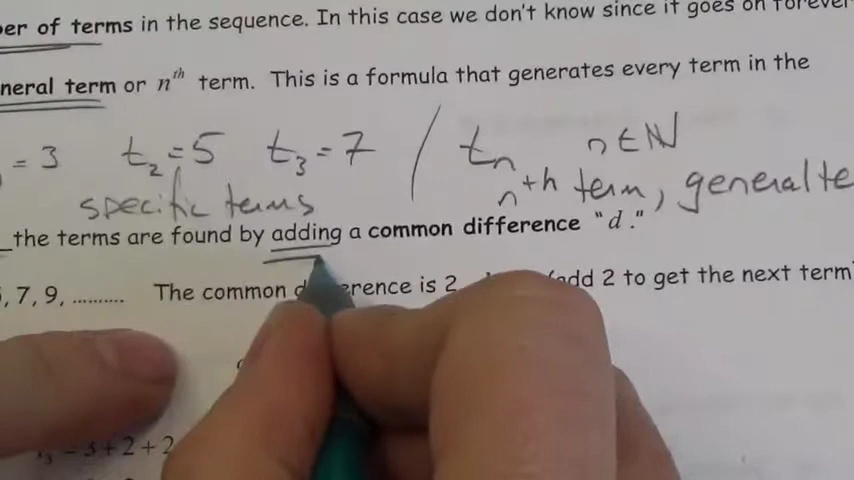 er of terms in the sequence. In this case we don't know since it goes on forever
neral term or nᵗʰ term. This is a formula that generates every term in the
= 3 t₂ = 5 t₃ = 7 / tₙ n ∈ ℕ
specific terms nᵗʰ term, general te
the terms are found by adding a common difference "d."
, 7, 9, .......... The common d erence is 2 add 2 to get the next term
3 + 2 + 2